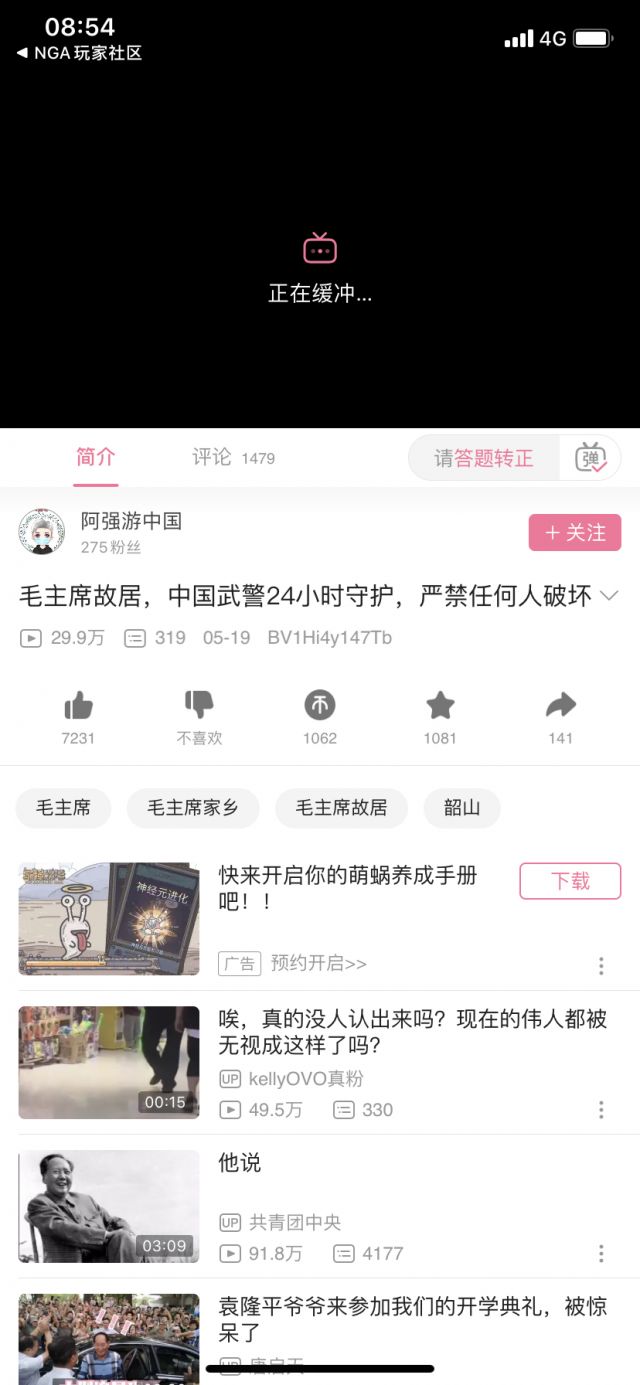 08:54
4G
◀ NGA玩家社区
正在缓冲...
简介
评论 1479
请答题转正
弹
阿强游中国
275粉丝
+ 关注
毛主席故居，中国武警24小时守护，严禁任何人破坏
29.9万 319 05-19 BV1Hi4y147Tb
7231 不喜欢 1062 1081 141
毛主席 毛主席家乡 毛主席故居 韶山
神经元进化
快来开启你的萌蜗养成手册
吧！！
下载
广告 预约开启>>
唉，真的没人认出来吗？现在的伟人都被
无视成这样了吗？
UP kellyOVO真粉
00:15
49.5万 330
他说
UP 共青团中央
03:09
91.8万 4177
袁隆平爷爷来参加我们的开学典礼，被惊
呆了